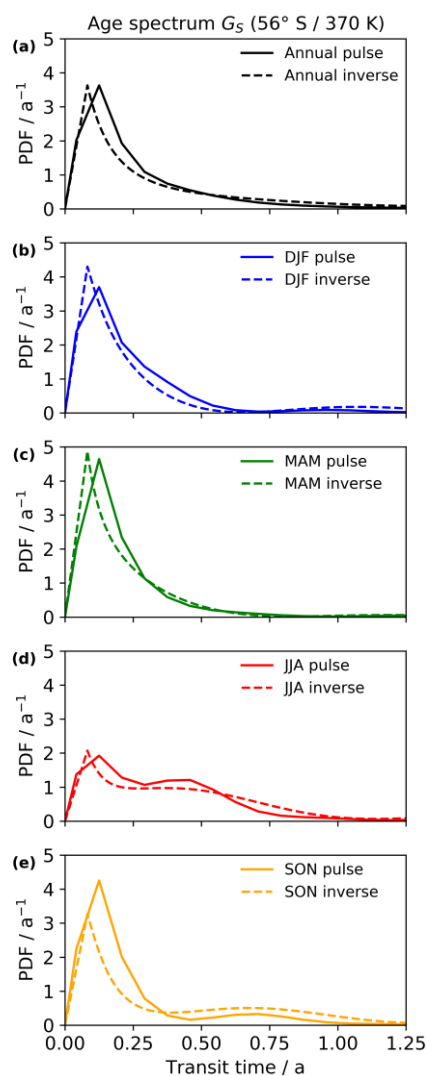 Age spectrum G_S (56° S / 370 K)
(a)
Annual pulse
Annual inverse
PDF / a⁻¹
5
4
3
2
1
0
(b)
DJF pulse
DJF inverse
PDF / a⁻¹
5
4
3
2
1
0
(c)
MAM pulse
MAM inverse
PDF / a⁻¹
5
4
3
2
1
0
(d)
JJA pulse
JJA inverse
PDF / a⁻¹
5
4
3
2
1
0
(e)
SON pulse
SON inverse
PDF / a⁻¹
5
4
3
2
1
0
0.00 0.25 0.50 0.75 1.00 1.25
Transit time / a